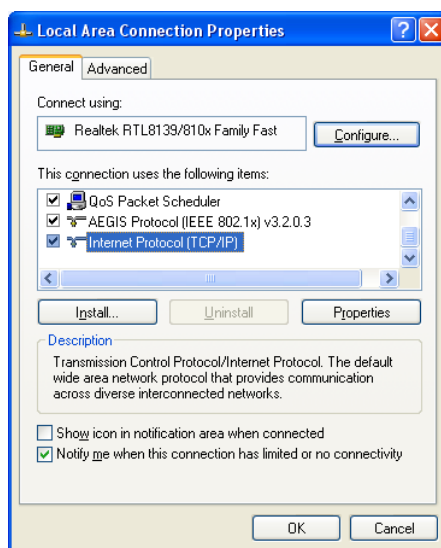 Local Area Connection Properties
General
Advanced
Connect using:
Realtek RTL8139/810x Family Fast
Configure...
This connection uses the following items:
QoS Packet Scheduler
AEGIS Protocol (IEEE 802.1x) v3.2.0.3
Internet Protocol (TCP/IP)
Install...
Uninstall
Properties
Description
Transmission Control Protocol/Internet Protocol. The default
wide area network protocol that provides communication
across diverse interconnected networks.
Show icon in notification area when connected
Notify me when this connection has limited or no connectivity
OK
Cancel